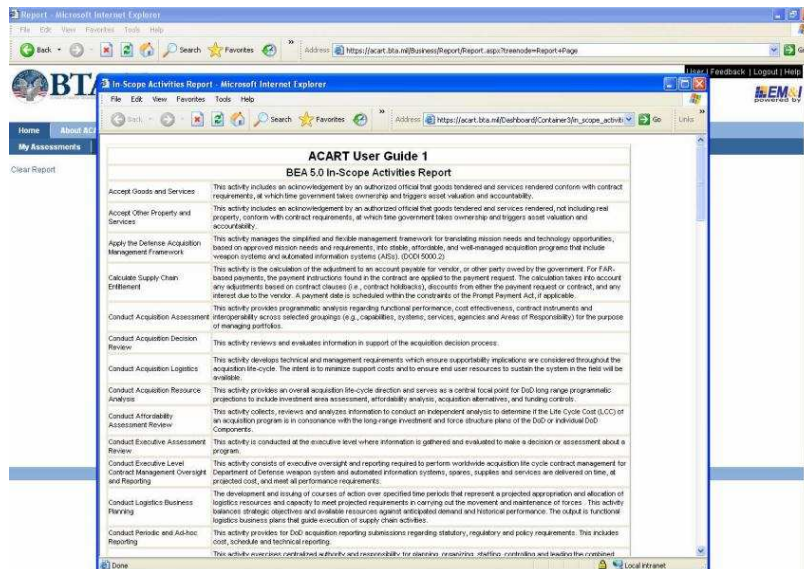 Report - Microsoft Internet Explorer
File Edit View Favorites Tools Help
Back Search Favorites Address https://acart.bta.mil/Business/Report/Report.aspx?treenode=Report+Page
User | Feedback | Logout | Help
BTA
powered by
Home About
My Assessments
Clear Report
In-Scope Activities Report - Microsoft Internet Explorer
File Edit View Favorites Tools Help
Back Search Favorites Address https://acart.bta.mil/Dashboard/Container3/in_scope_activiti Go Links
ACART User Guide 1
BEA 5.0 In-Scope Activities Report
Accept Goods and Services
This activity includes an acknowledgement by an authorized official that goods tendered and services rendered conform with contract
requirements, at which time government takes ownership and triggers asset valuation and accountability.
Accept Other Property and
Services
This activity includes an acknowledgement by an authorized official that goods tendered and services rendered, not including real
property, conform with contract requirements, at which time government takes ownership and triggers asset valuation and
accountability.
Apply the Defense Acquisition
Management Framework
This activity manages the simplified and flexible management framework for translating mission needs and technology opportunities,
based on approved mission needs and requirements, into stable, affordable, and well-managed acquisition programs that include
weapon systems and automated information systems (AISs). (DODI 5000.2)
Calculate Supply Chain
Entitlement
This activity is the calculation of the adjustment to an account payable for vendor, or other party owed by the government. For FAR-
based payments, the payment instructions found in the contract are applied to the payment request. The calculation takes into account
any adjustments based on contract clauses (i.e., contract holdbacks), discounts from either the payment request or contract, and any
interest due to the vendor. A payment date is scheduled within the constraints of the Prompt Payment Act, if applicable.
Conduct Acquisition Assessment
This activity provides programmatic analysis regarding functional performance, cost effectiveness, contract instruments and
interoperability across selected groupings (e.g., capabilities, systems, services, agencies and Areas of Responsibility) for the purpose
of managing portfolios.
Conduct Acquisition Decision
Review
This activity reviews and evaluates information in support of the acquisition decision process.
Conduct Acquisition Logistics
This activity develops technical and management requirements which ensure supportability implications are considered throughout the
acquisition life-cycle. The intent is to minimize support costs and to ensure end user resources to sustain the system in the field will be
available.
Conduct Acquisition Resource
Analysis
This activity provides an overall acquisition life-cycle direction and serves as a central focal point for DoD long range programmatic
projections to include investment area assessment, affordability analysis, acquisition alternatives, and funding controls.
Conduct Affordability
Assessment Review
This activity collects, reviews and analyzes information to conduct an independent analysis to determine if the Life Cycle Cost (LCC) of
an acquisition program is in consonance with the long-range investment and force structure plans of the DoD or individual DoD
Components.
Conduct Executive Assessment
Review
This activity is conducted at the executive level where information is gathered and evaluated to make a decision or assessment about a
program.
Conduct Executive Level
Contract Management Oversight
and Reporting
This activity consists of executive oversight and reporting required to perform worldwide acquisition life cycle contract management for
Department of Defense weapon system and automated information systems, spares, supplies and services are delivered on time, at
projected cost, and meet all performance requirements.
Conduct Logistics Business
Planning
The development and issuing of courses of action over specified time periods that represent a projected appropriation and allocation of
logistics resources and capacity to meet projected requirements in carrying out the movement and maintenance of forces . This activity
balances strategic objectives and available resources against anticipated demand and historical performance. The output is functional
logistics business plans that guide execution of supply chain activities.
Conduct Periodic and Ad-hoc
Reporting
This activity provides for DoD acquisition reporting submissions regarding statutory, regulatory and policy requirements. This includes
cost, schedule and technical reporting.
This activity exercises centralized authority and responsibility for planning, organizing, staffing, controlling and leading the combined
Done Local intranet